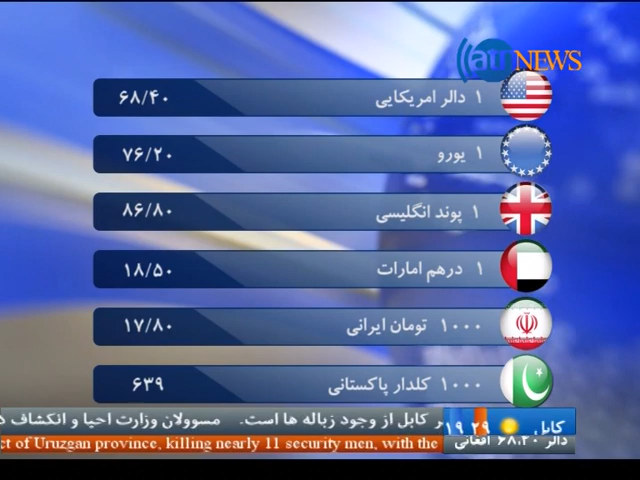 aTN NEWS
۱ دالر امریکایی ۶۸/۴۰
۱ یورو ۷۶/۲۰
۱ پوند انگلیسی ۸۶/۸۰
۱ درهم امارات ۱۸/۵۰
۱۰۰۰ تومان ایرانی ۱۷/۸۰
۱۰۰۰ کلدار پاکستانی ۶۳۹
کابل ۲۹ ۱۹
ر کابل از وجود زباله ها است. مسوولان وزارت احیا و انکشاف د
دالر ۶۸.۴۰ افغانی
ct of Uruzgan province, killing nearly 11 security men, with the